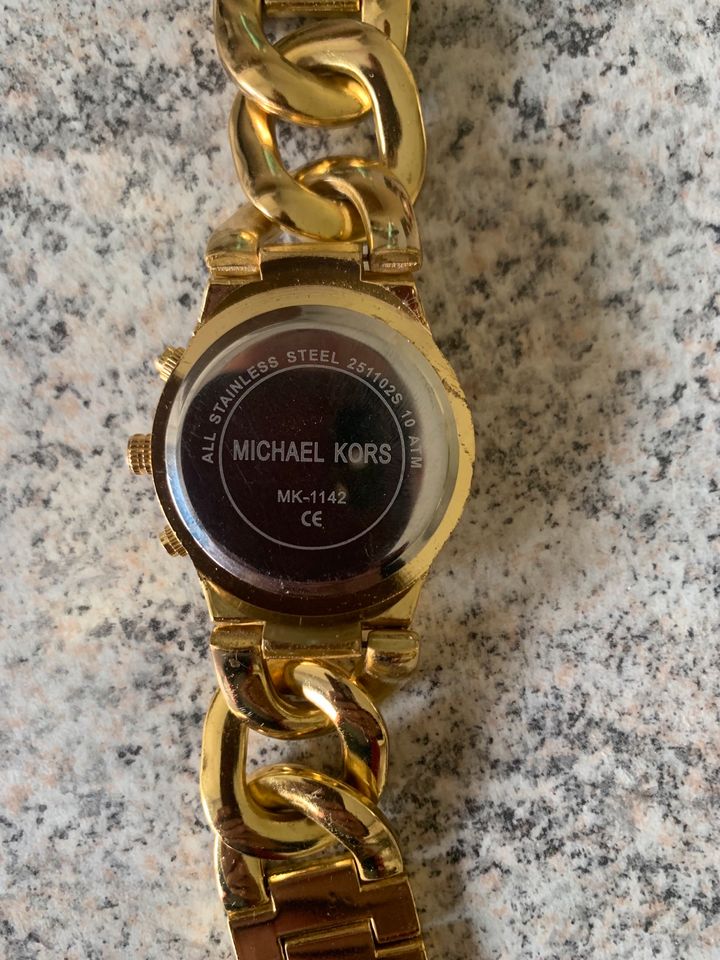 ALL STAINLESS STEEL 251102S 10 ATM
MICHAEL KORS
MK-1142
CE